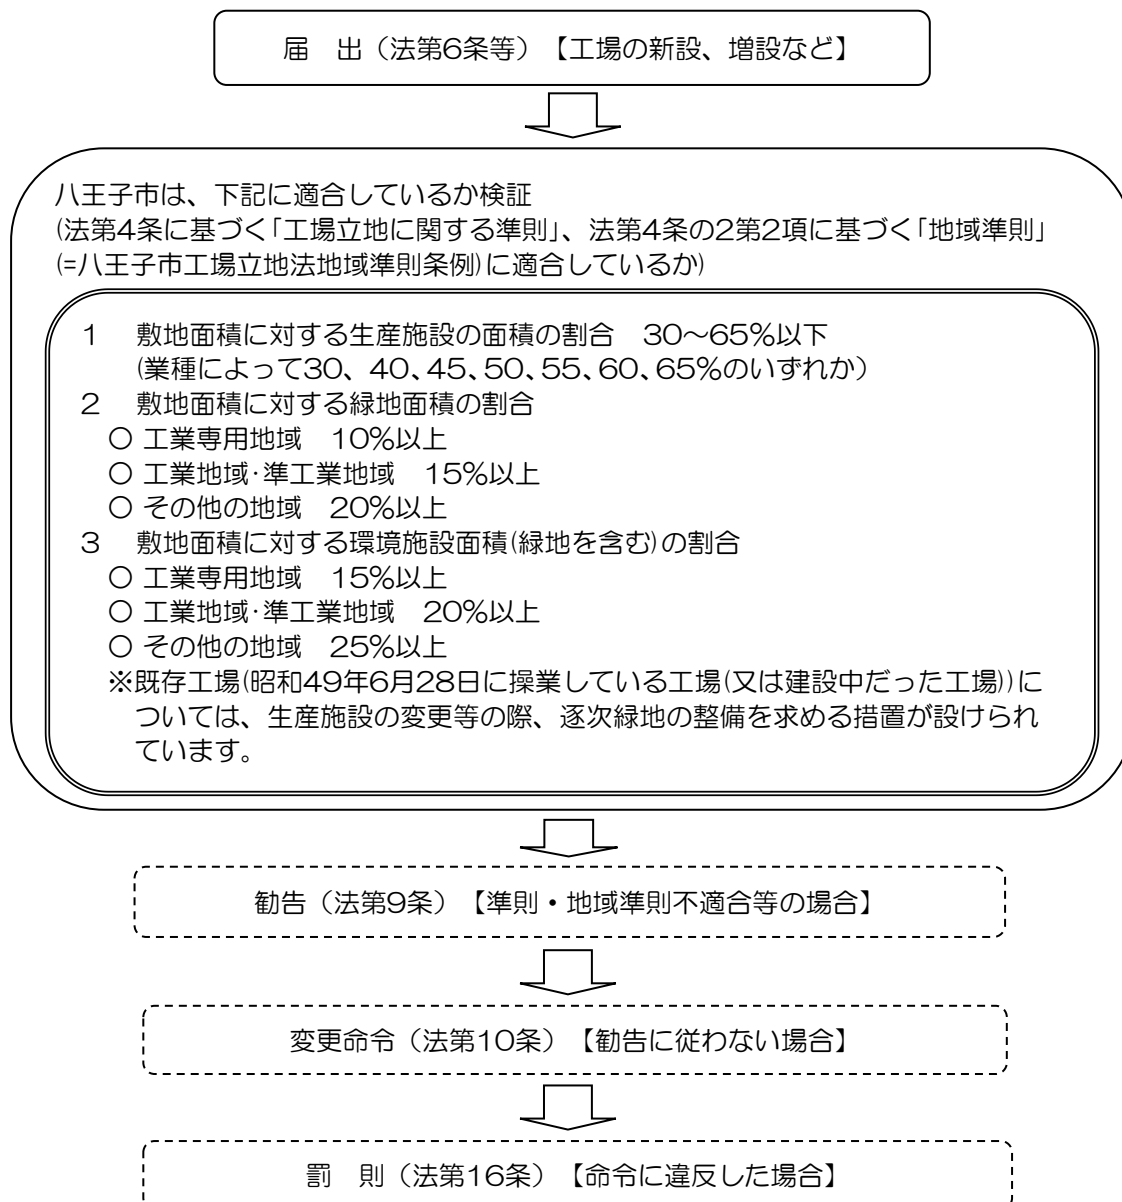 届　出（法第6条等）【工場の新設、増設など】
八王子市は、下記に適合しているか検証
(法第4条に基づく｢工場立地に関する準則｣、法第4条の2第2項に基づく｢地域準則｣
(=八王子市工場立地法地域準則条例)に適合しているか)
1　敷地面積に対する生産施設の面積の割合　30～65%以下
(業種によって30、40、45、50、55、60、65%のいずれか）
2　敷地面積に対する緑地面積の割合
○ 工業専用地域　10%以上
○ 工業地域･準工業地域　15%以上
○ その他の地域　20%以上
3　敷地面積に対する環境施設面積(緑地を含む)の割合
○ 工業専用地域　15%以上
○ 工業地域･準工業地域　20%以上
○ その他の地域　25%以上
※既存工場(昭和49年6月28日に操業している工場(又は建設中だった工場))に
ついては、生産施設の変更等の際、逐次緑地の整備を求める措置が設けられ
ています。
勧告（法第9条）【準則・地域準則不適合等の場合】
変更命令（法第10条）【勧告に従わない場合】
罰　則（法第16条）【命令に違反した場合】